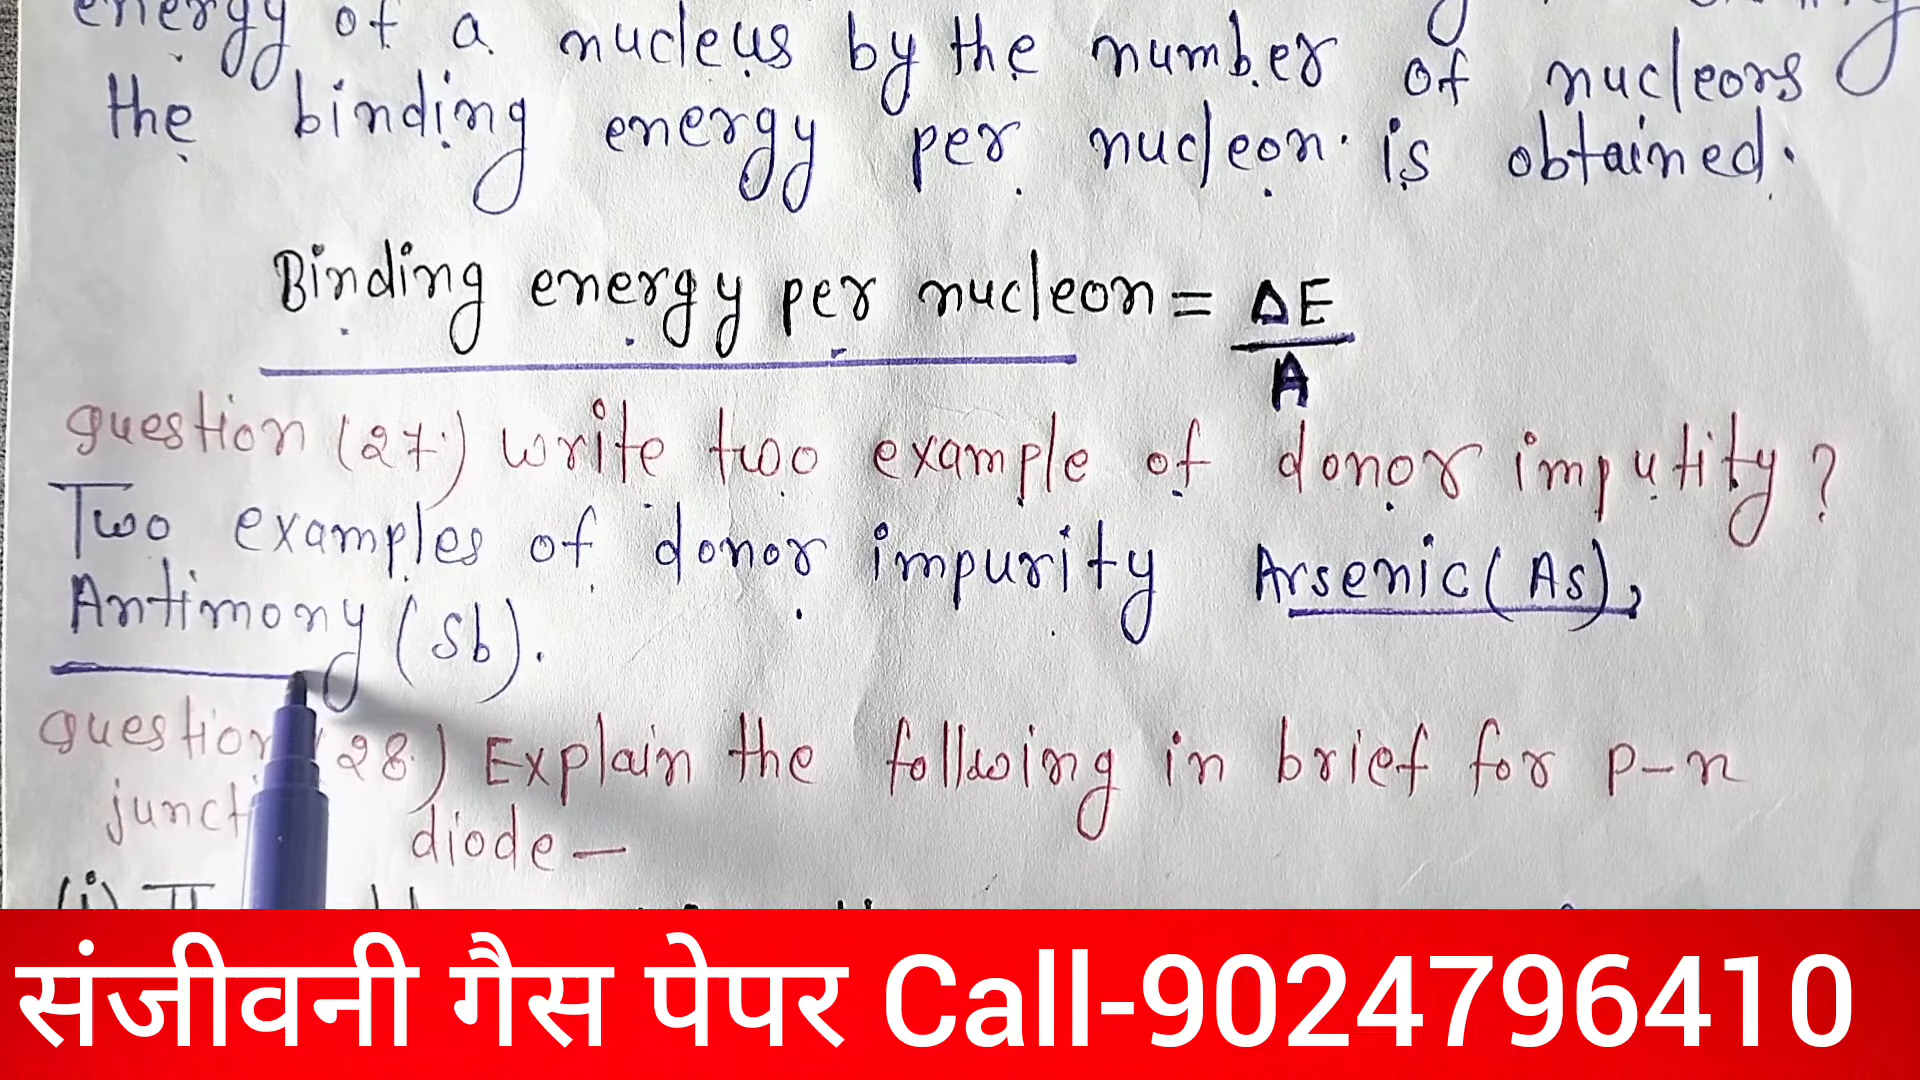 energy of a nucleus by the number of nucleons
the binding energy per nucleon is obtained.
Binding energy per nucleon = ΔE
A
question (27) write two example of donor imputity?
Two examples of donor impurity Arsenic (As),
Antimony (Sb).
question (28) Explain the following in brief for p-n
junct diode -
(i)
संजीवनी गैस पेपर Call-9024796410